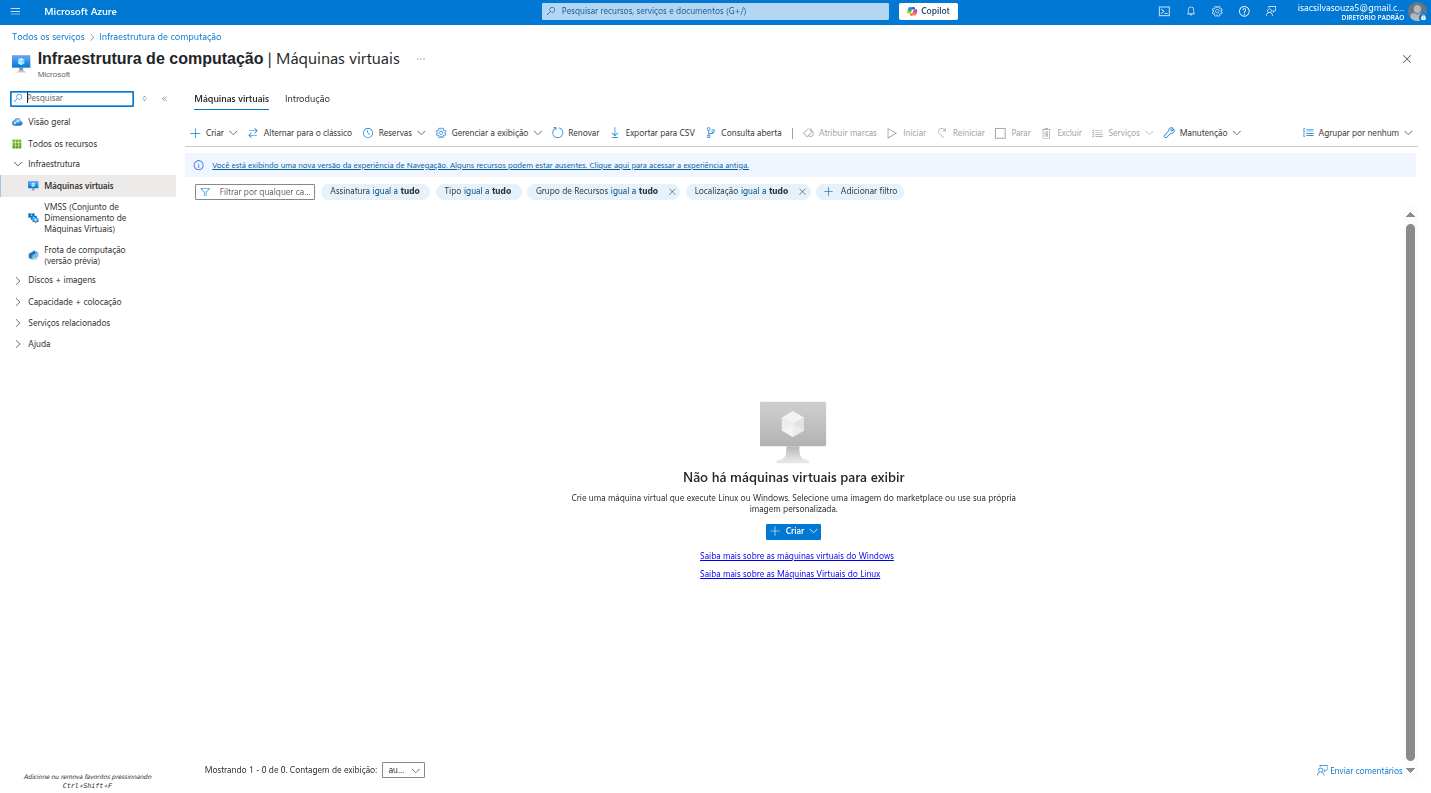 Microsoft Azure
Pesquisar recursos, serviços e documentos (G+/)
Copilot
isacsilvasouza5@gmail.c...
DIRETÓRIO PADRÃO
Todos os serviços > Infraestrutura de computação
Infraestrutura de computação | Máquinas virtuais ...
Microsoft
Pesquisar
Visão geral
Todos os recursos
Infraestrutura
Máquinas virtuais
VMSS (Conjunto de
Dimensionamento de
Máquinas Virtuais)
Frota de computação
(versão prévia)
Discos + imagens
Capacidade + colocação
Serviços relacionados
Ajuda
Adicione ou remova favoritos pressionando
Ctrl+Shift+F
Máquinas virtuais Introdução
Criar Alternar para o clássico Reservas Gerenciar a exibição Renovar Exportar para CSV Consulta aberta | Atribuir marcas Iniciar Reiniciar Parar Excluir Serviços Manutenção Agrupar por nenhum
Você está exibindo uma nova versão da experiência de Navegação. Alguns recursos podem estar ausentes. Clique aqui para acessar a experiência antiga.
Filtrar por qualquer ca... Assinatura igual a tudo Tipo igual a tudo Grupo de Recursos igual a tudo Localização igual a tudo Adicionar filtro
Não há máquinas virtuais para exibir
Crie uma máquina virtual que execute Linux ou Windows. Selecione uma imagem do marketplace ou use sua própria
imagem personalizada.
Criar
Saiba mais sobre as máquinas virtuais do Windows
Saiba mais sobre as Máquinas Virtuais do Linux
Mostrando 1 - 0 de 0. Contagem de exibição: au...
Enviar comentários